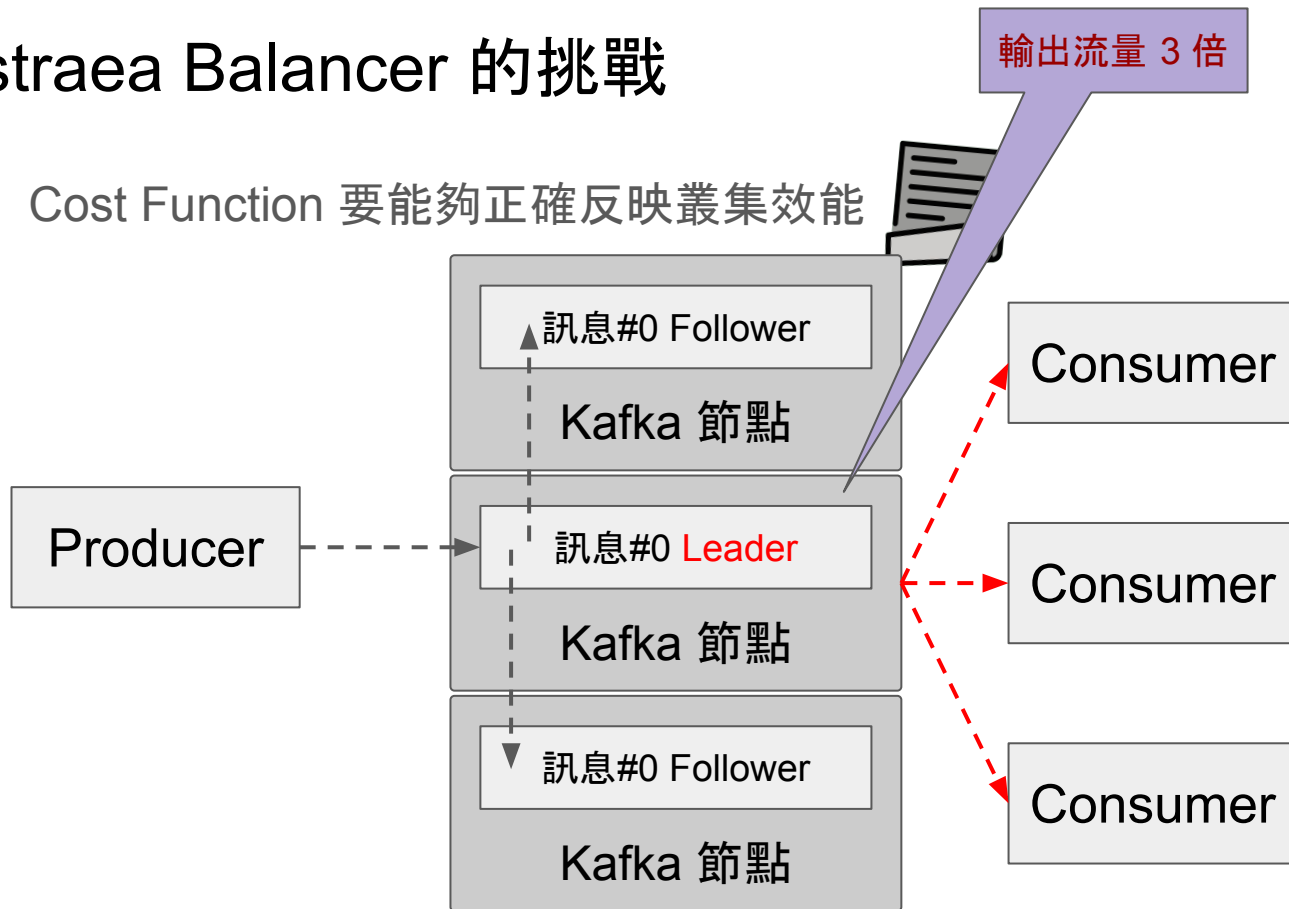 straea Balancer 的挑戰
輸出流量 3 倍
Cost Function 要能夠正確反映叢集效能
訊息#0 Follower
Kafka 節點
Consumer
Producer
訊息#0 Leader
Kafka 節點
Consumer
訊息#0 Follower
Kafka 節點
Consumer